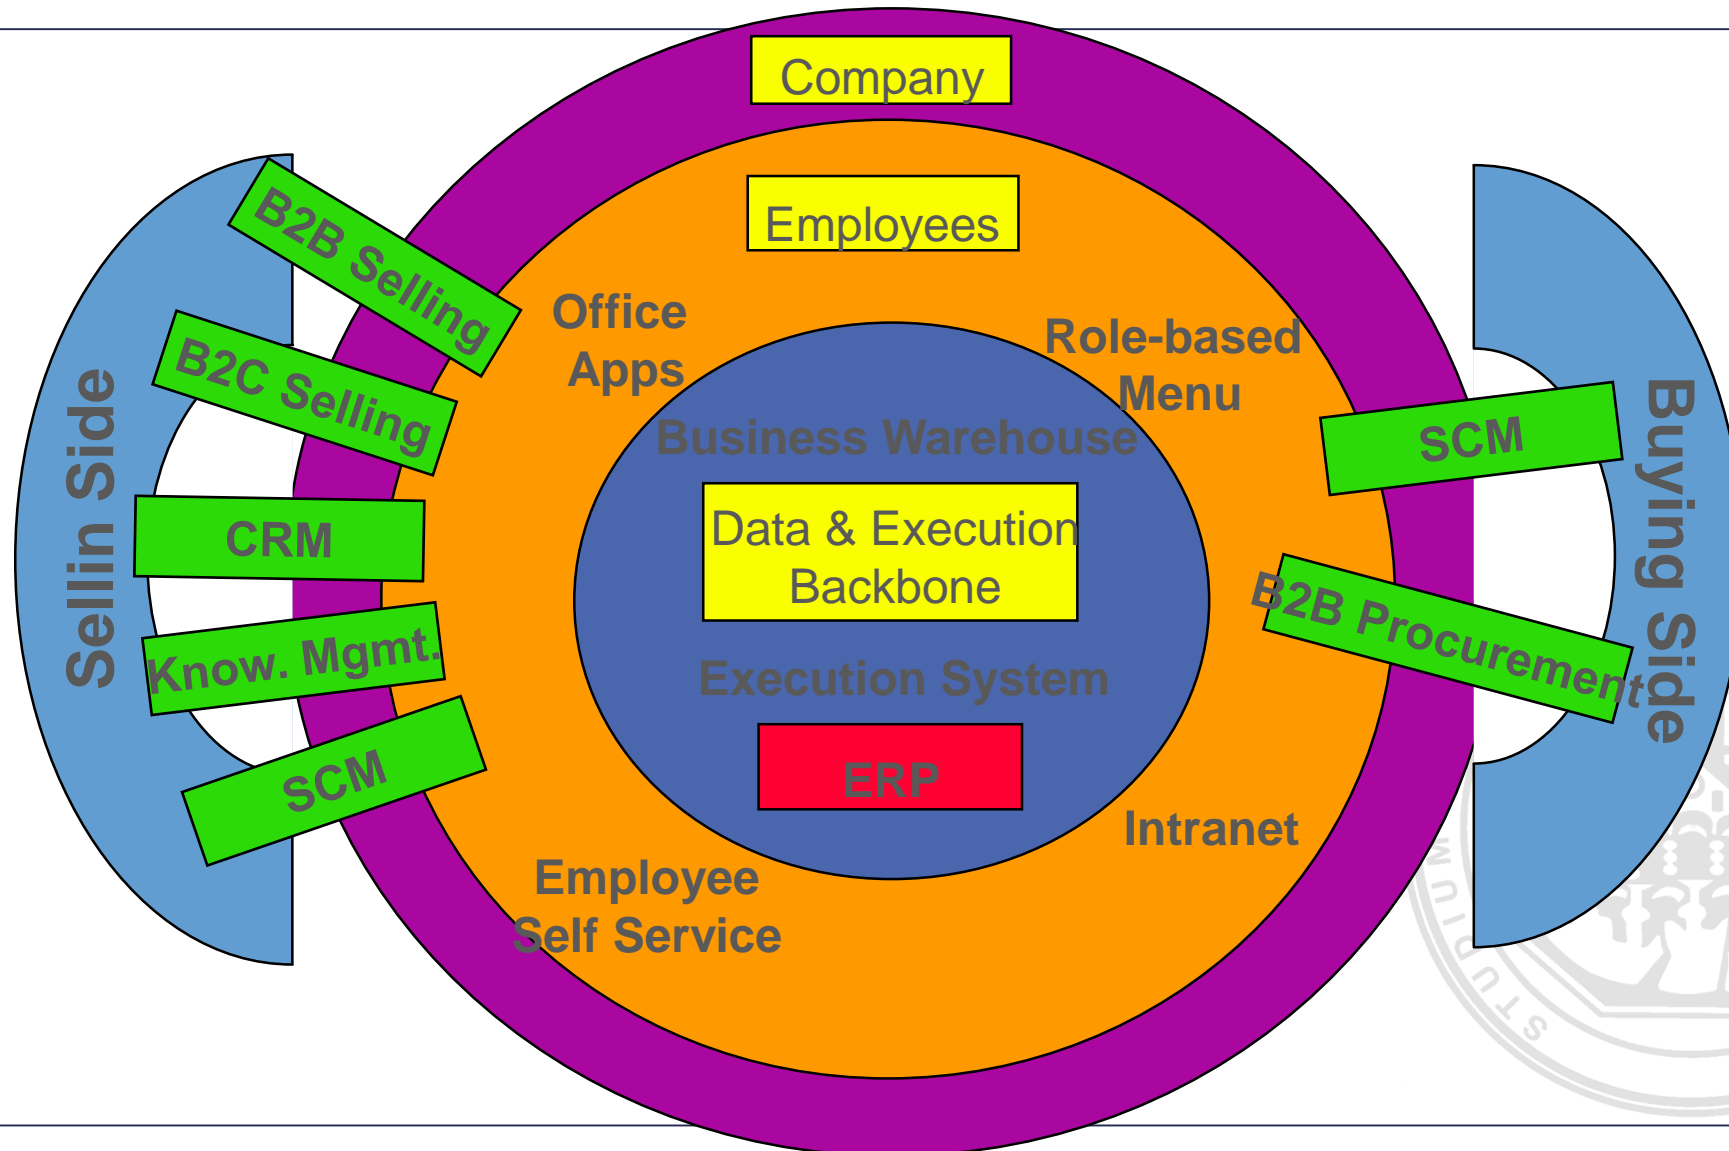 Company
Employees
Office
Apps
Role-based
Menu
Business Warehouse
Data & Execution
Backbone
Execution System
ERP
Intranet
Employee
Self Service
Sellin Side
B2B Selling
B2C Selling
CRM
Know. Mgmt.
SCM
SCM
B2B Procurement
Buying Side
STUDIUM